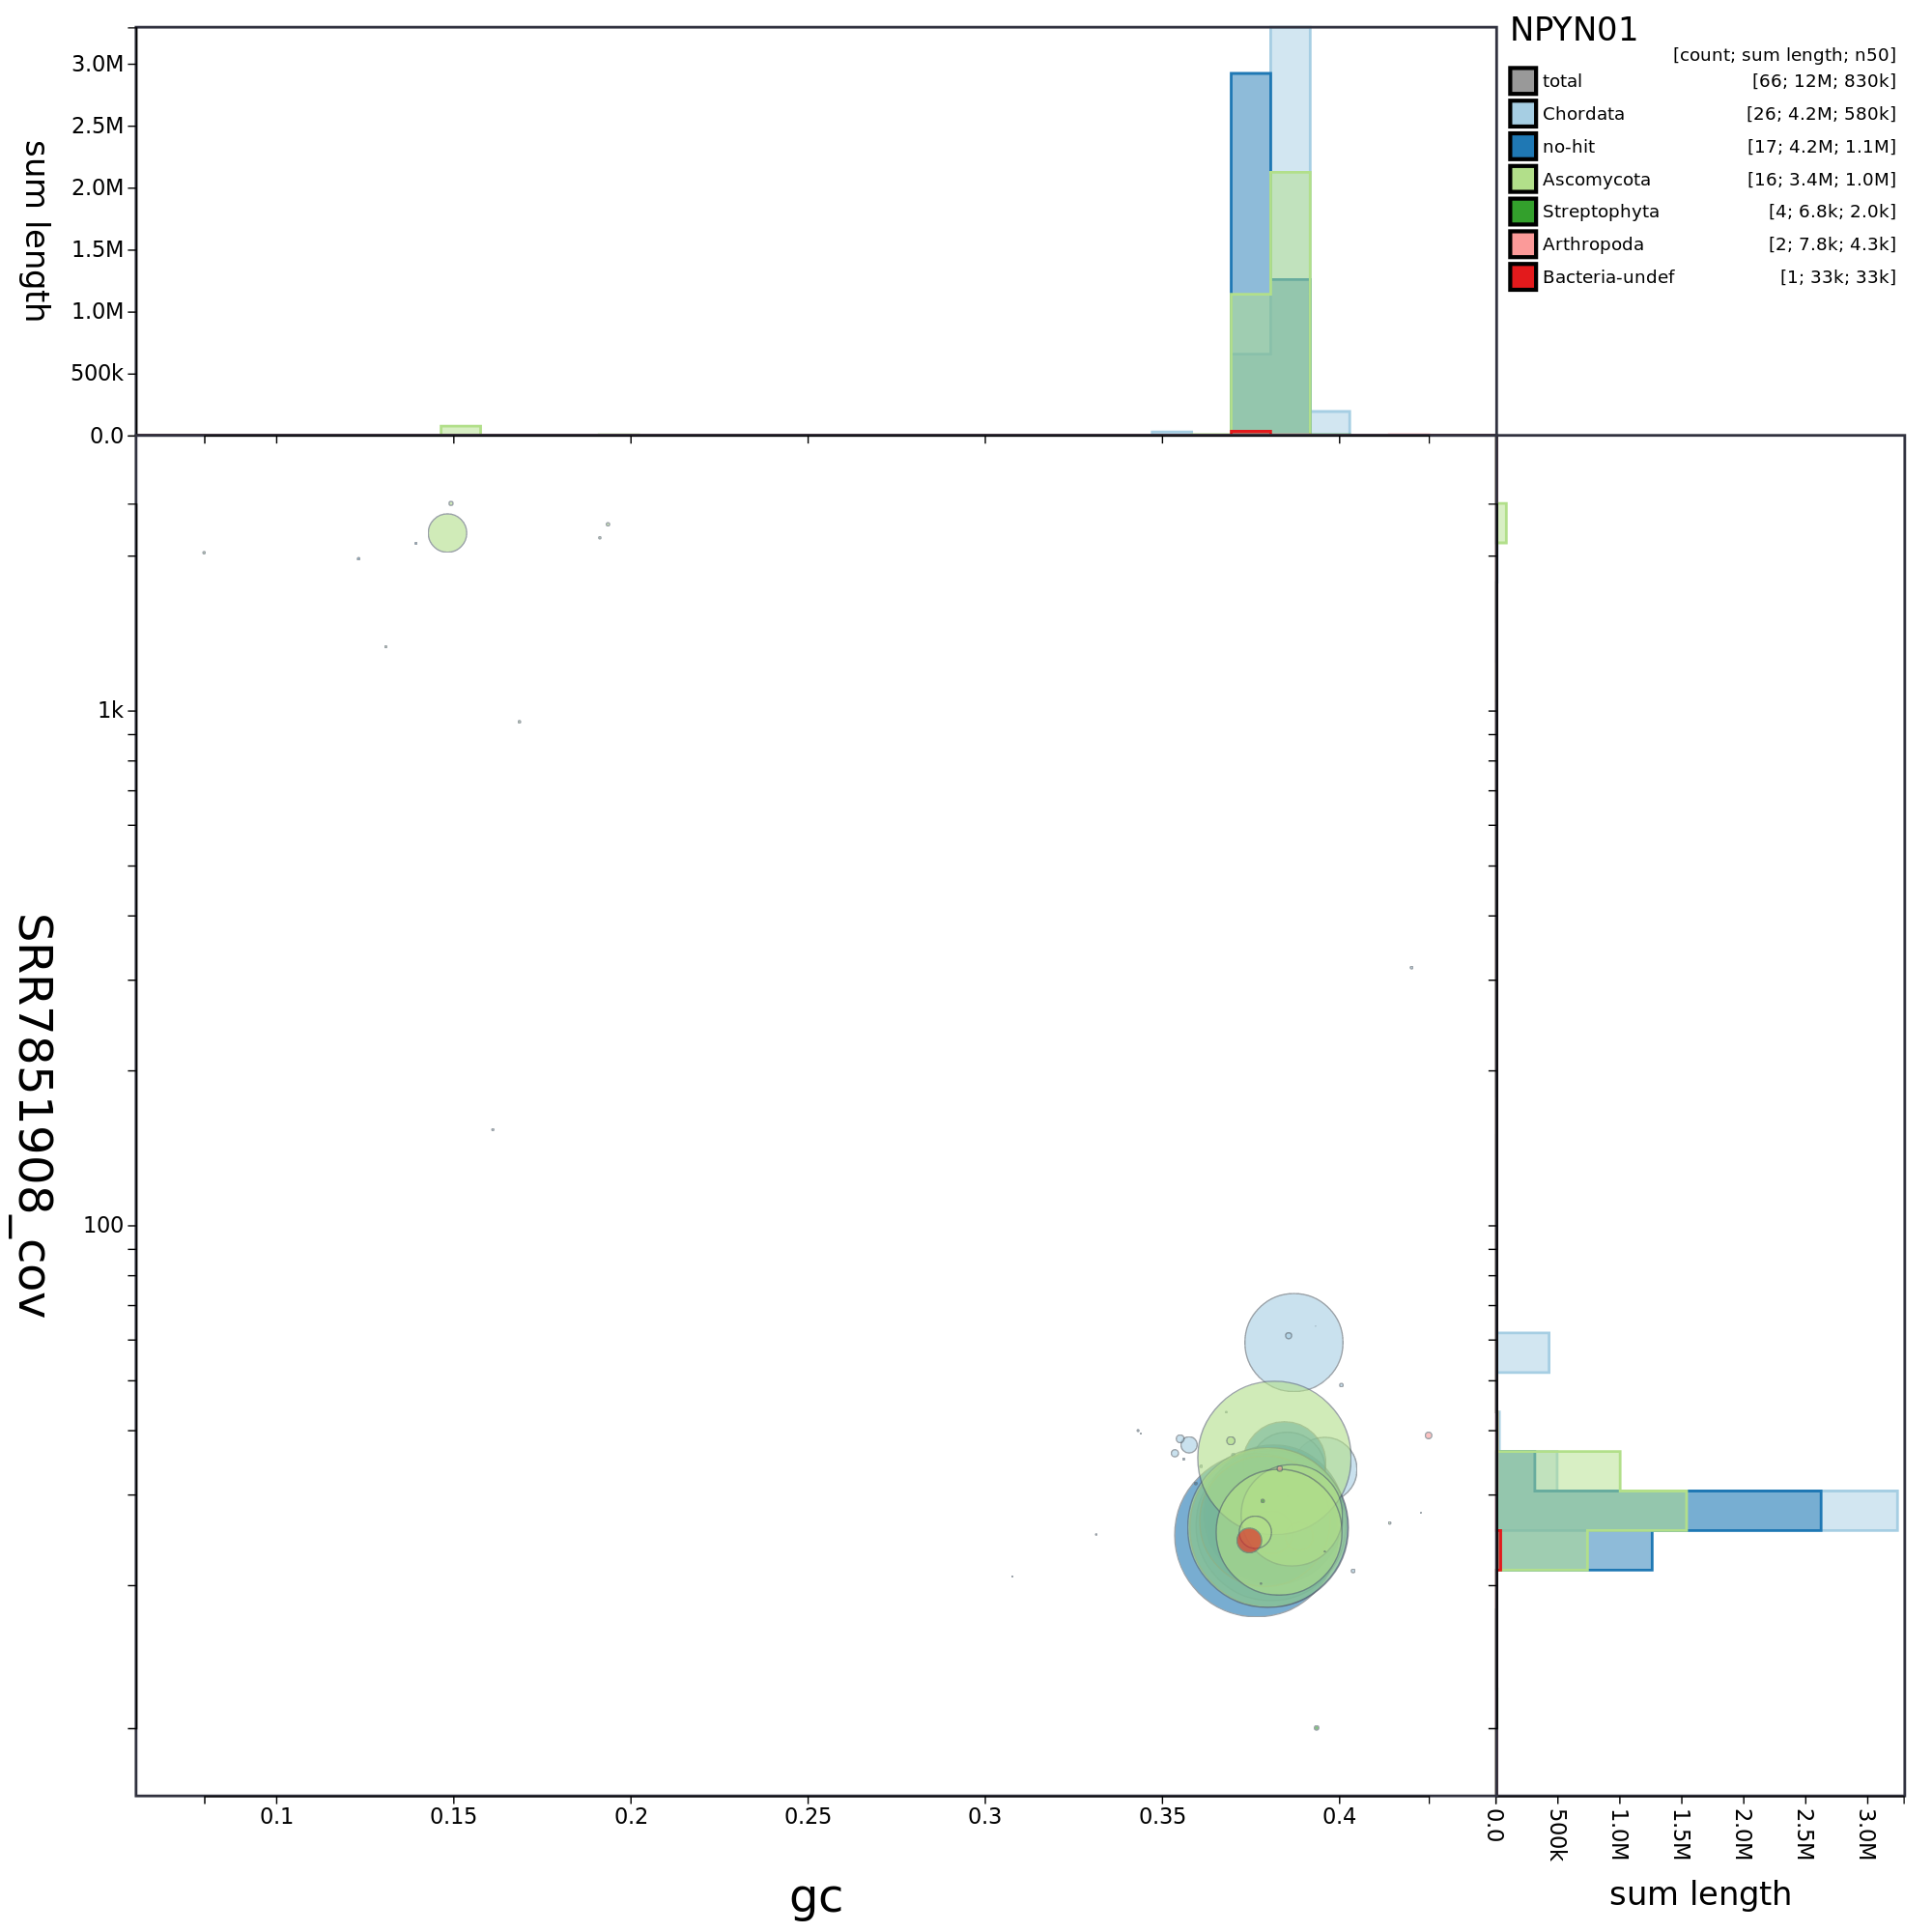 NPYN01
[count; sum length; n50]
total [66; 12M; 830k]
Chordata [26; 4.2M; 580k]
no-hit [17; 4.2M; 1.1M]
Ascomycota [16; 3.4M; 1.0M]
Streptophyta [4; 6.8k; 2.0k]
Arthropoda [2; 7.8k; 4.3k]
Bacteria-undef [1; 33k; 33k]
sum length
3.0M
2.5M
2.0M
1.5M
1.0M
500k
0.0
SRR7851908_cov
1k
100
0.1 0.15 0.2 0.25 0.3 0.35 0.4
gc
0.0 500k 1.0M 1.5M 2.0M 2.5M 3.0M
sum length